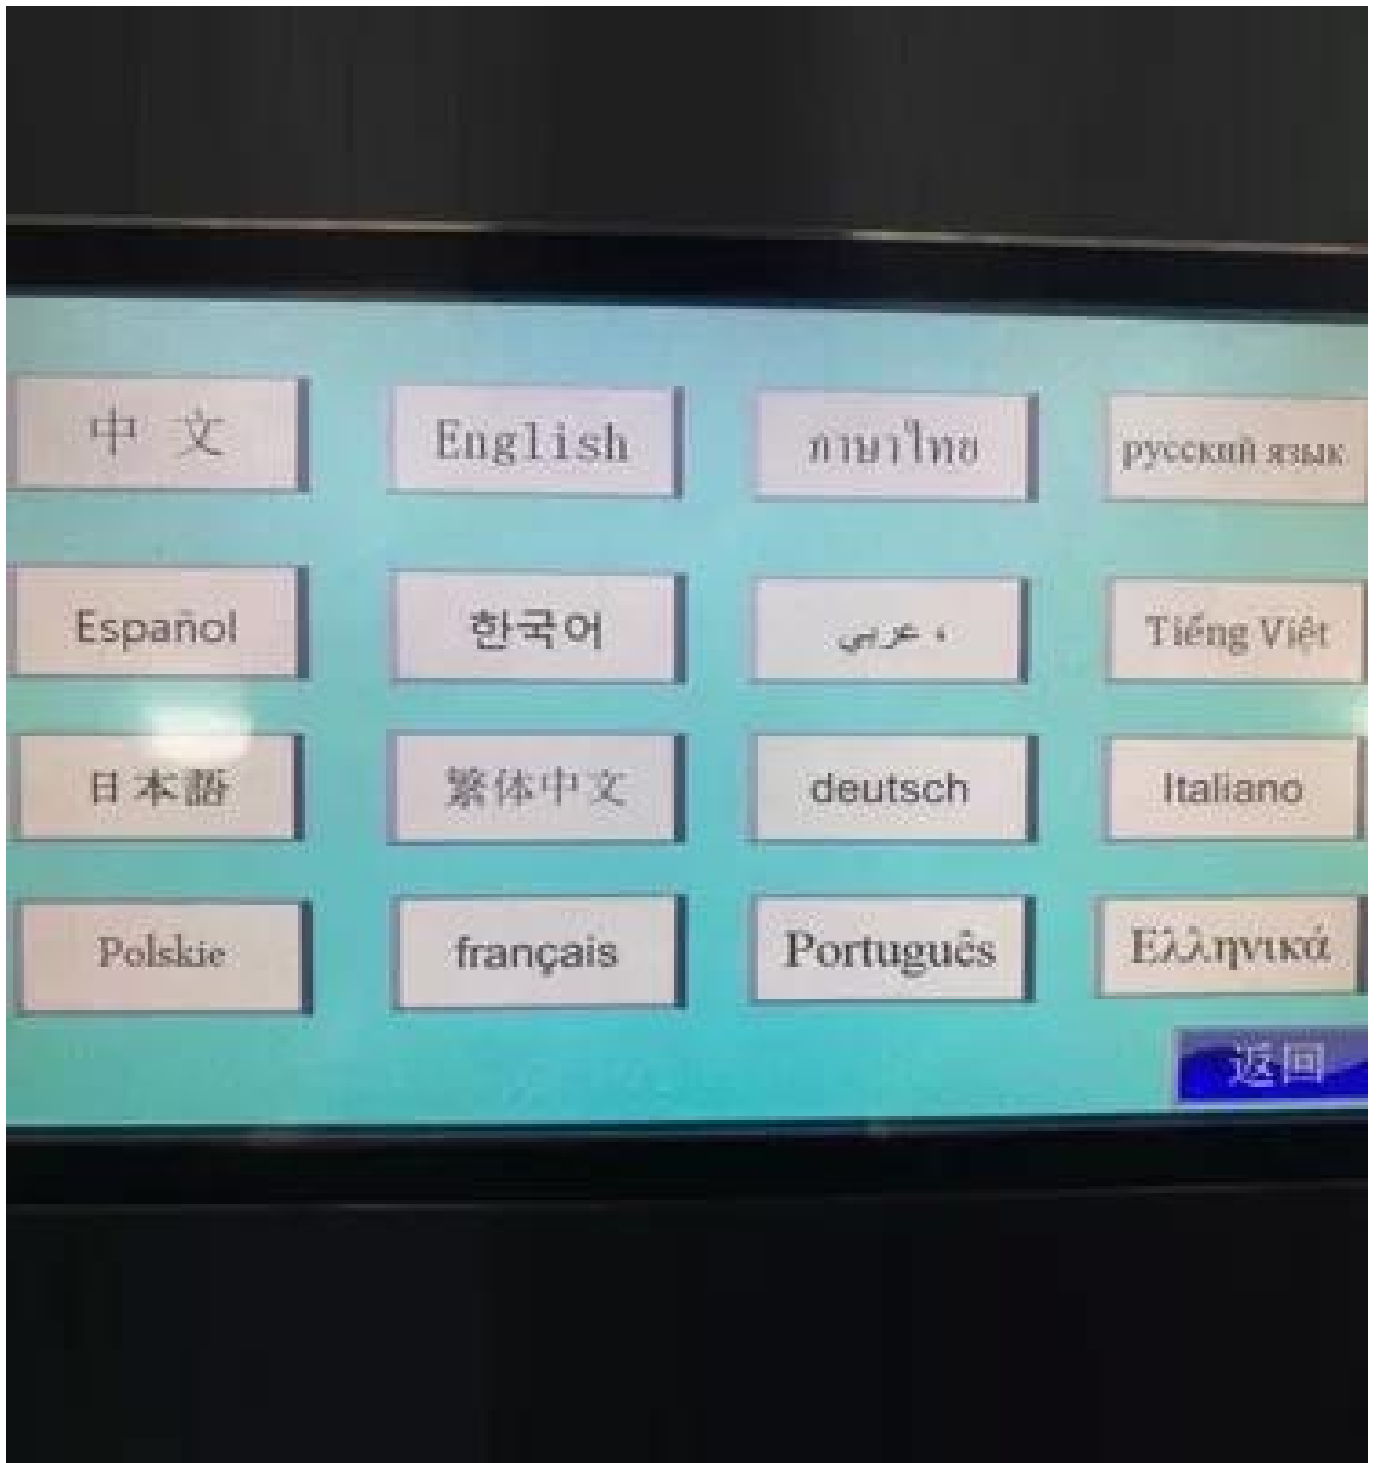 中 文
English
ภาษาไทย
русский язык
Español
한국어
، عربي
Tiếng Việt
日本語
繁体中文
deutsch
Italiano
Polskie
français
Português
Ελληνικά
返回